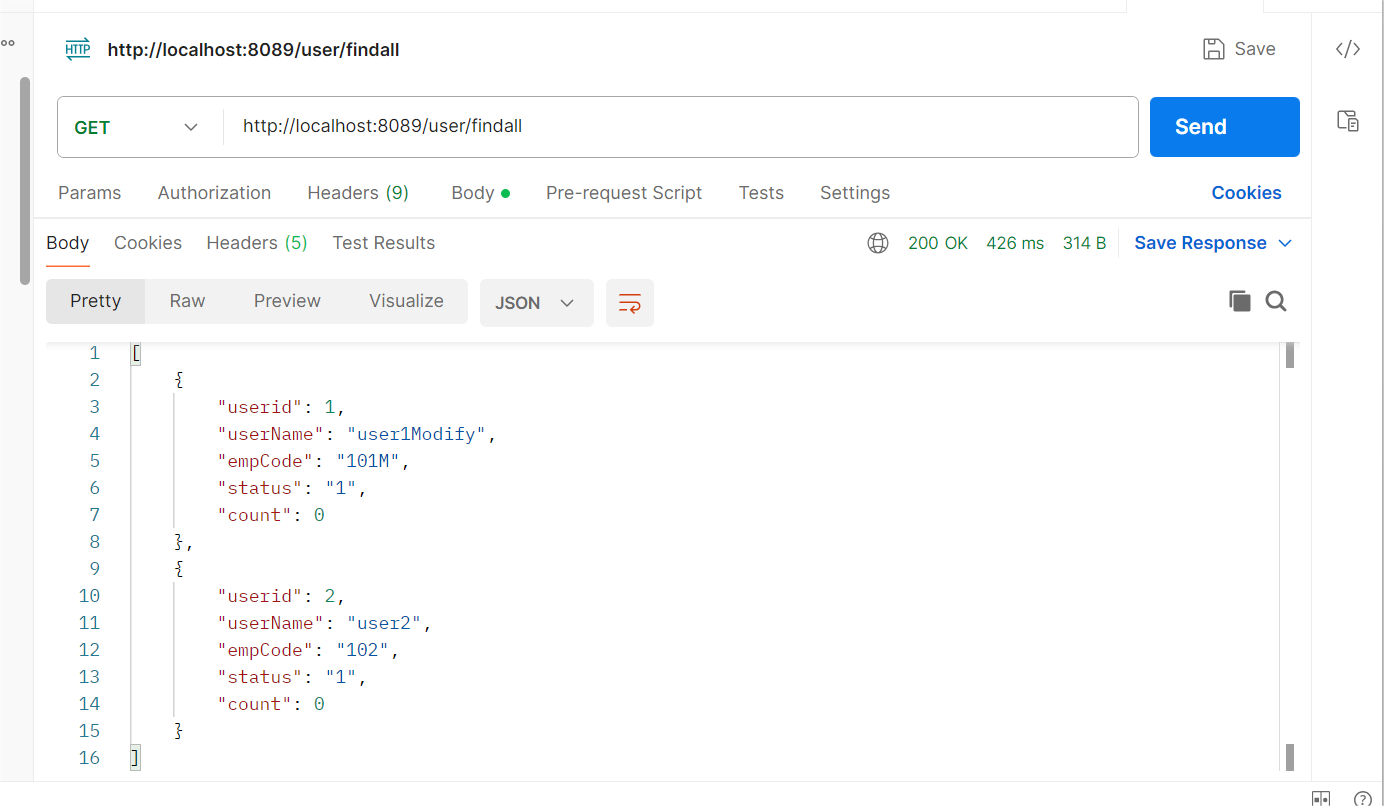 HTTP http://localhost:8089/user/findall Save
GET http://localhost:8089/user/findall Send
Params Authorization Headers (9) Body Pre-request Script Tests Settings Cookies
Body Cookies Headers (5) Test Results 200 OK 426 ms 314 B Save Response
Pretty Raw Preview Visualize JSON
1 [
2 {
3 "userid": 1,
4 "userName": "user1Modify",
5 "empCode": "101M",
6 "status": "1",
7 "count": 0
8 },
9 {
10 "userid": 2,
11 "userName": "user2",
12 "empCode": "102",
13 "status": "1",
14 "count": 0
15 }
16 ]